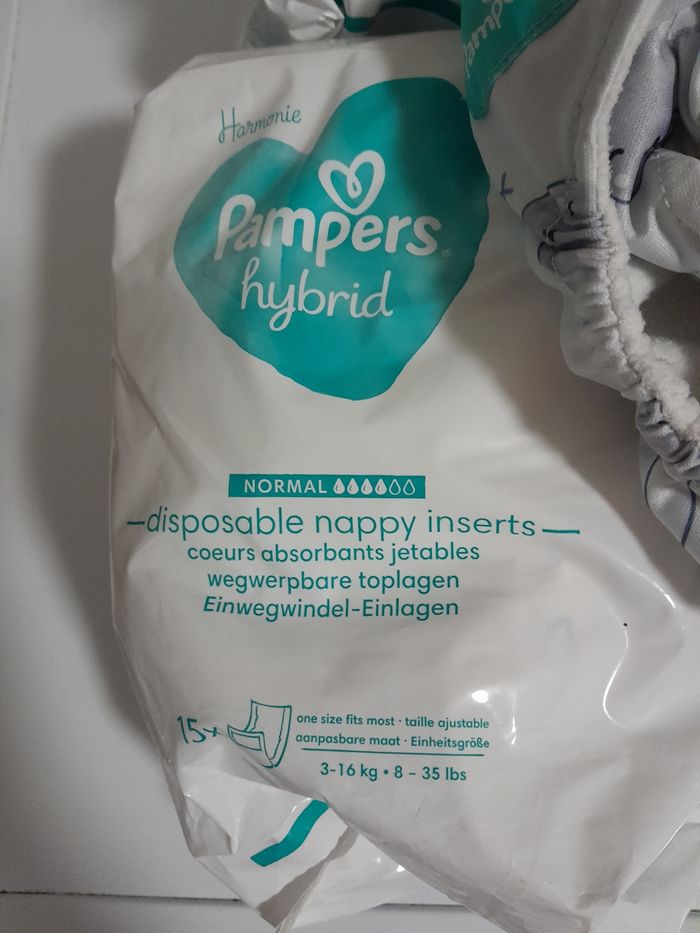 Harmonie
Pampers
hybrid
NORMAL
disposable nappy inserts
coeurs absorbants jetables
wegwerpbare toplagen
Einwegwindel-Einlagen
15x
one size fits most · taille ajustable
aanpasbare maat · Einheitsgröße
3-16 kg • 8 – 35 lbs